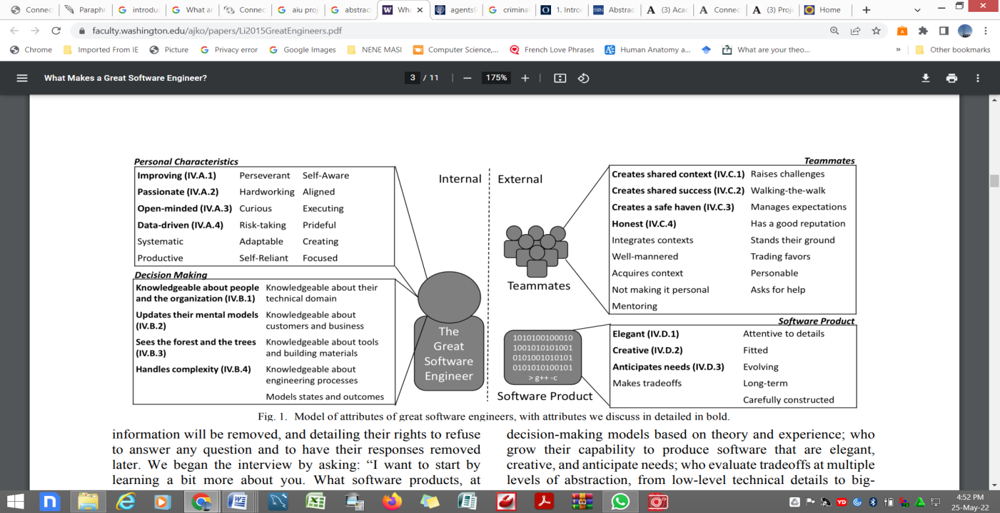 Connec
Paraphr
introduc
What ar
Connec
aiu proj
abstrac
Wha
agents9
crimina
1. Introc
Abstrac
(3) Acac
Connec
(3) Proje
Home
faculty.washington.edu/ajko/papers/Li2015GreatEngineers.pdf
Chrome
Imported From IE
Picture
Privacy error
Google Images
NENE MASI
Computer Science,...
French Love Phrases
Human Anatomy a...
What are your theo...
»
Other bookmarks
What Makes a Great Software Engineer?
3 / 11
175%
Personal Characteristics
Improving (IV.A.1) Perseverant Self-Aware
Passionate (IV.A.2) Hardworking Aligned
Open-minded (IV.A.3) Curious Executing
Data-driven (IV.A.4) Risk-taking Prideful
Systematic Adaptable Creating
Productive Self-Reliant Focused
Decision Making
Knowledgeable about people
and the organization (IV.B.1)
Updates their mental models
(IV.B.2)
Sees the forest and the trees
(IV.B.3)
Handles complexity (IV.B.4)
Knowledgeable about their
technical domain
Knowledgeable about
customers and business
Knowledgeable about tools
and building materials
Knowledgeable about
engineering processes
Models states and outcomes
Internal
External
The
Great
Software
Engineer
Teammates
1010100100010
1001010101001
0101001010101
0101010100101
> g++ -c
Software Product
Teammates
Creates shared context (IV.C.1) Raises challenges
Creates shared success (IV.C.2) Walking-the-walk
Creates a safe haven (IV.C.3) Manages expectations
Honest (IV.C.4) Has a good reputation
Integrates contexts Stands their ground
Well-mannered Trading favors
Acquires context Personable
Not making it personal Asks for help
Mentoring
Software Product
Elegant (IV.D.1) Attentive to details
Creative (IV.D.2) Fitted
Anticipates needs (IV.D.3) Evolving
Makes tradeoffs Long-term
Carefully constructed
Fig. 1. Model of attributes of great software engineers, with attributes we discuss in detailed in bold.
information will be removed, and detailing their rights to refuse
to answer any question and to have their responses removed
later. We began the interview by asking: “I want to start by
learning a bit more about you. What software products, at
decision-making models based on theory and experience; who
grow their capability to produce software that are elegant,
creative, and anticipate needs; who evaluate tradeoffs at multiple
levels of abstraction, from low-level technical details to big-
4:52 PM
25-May-22